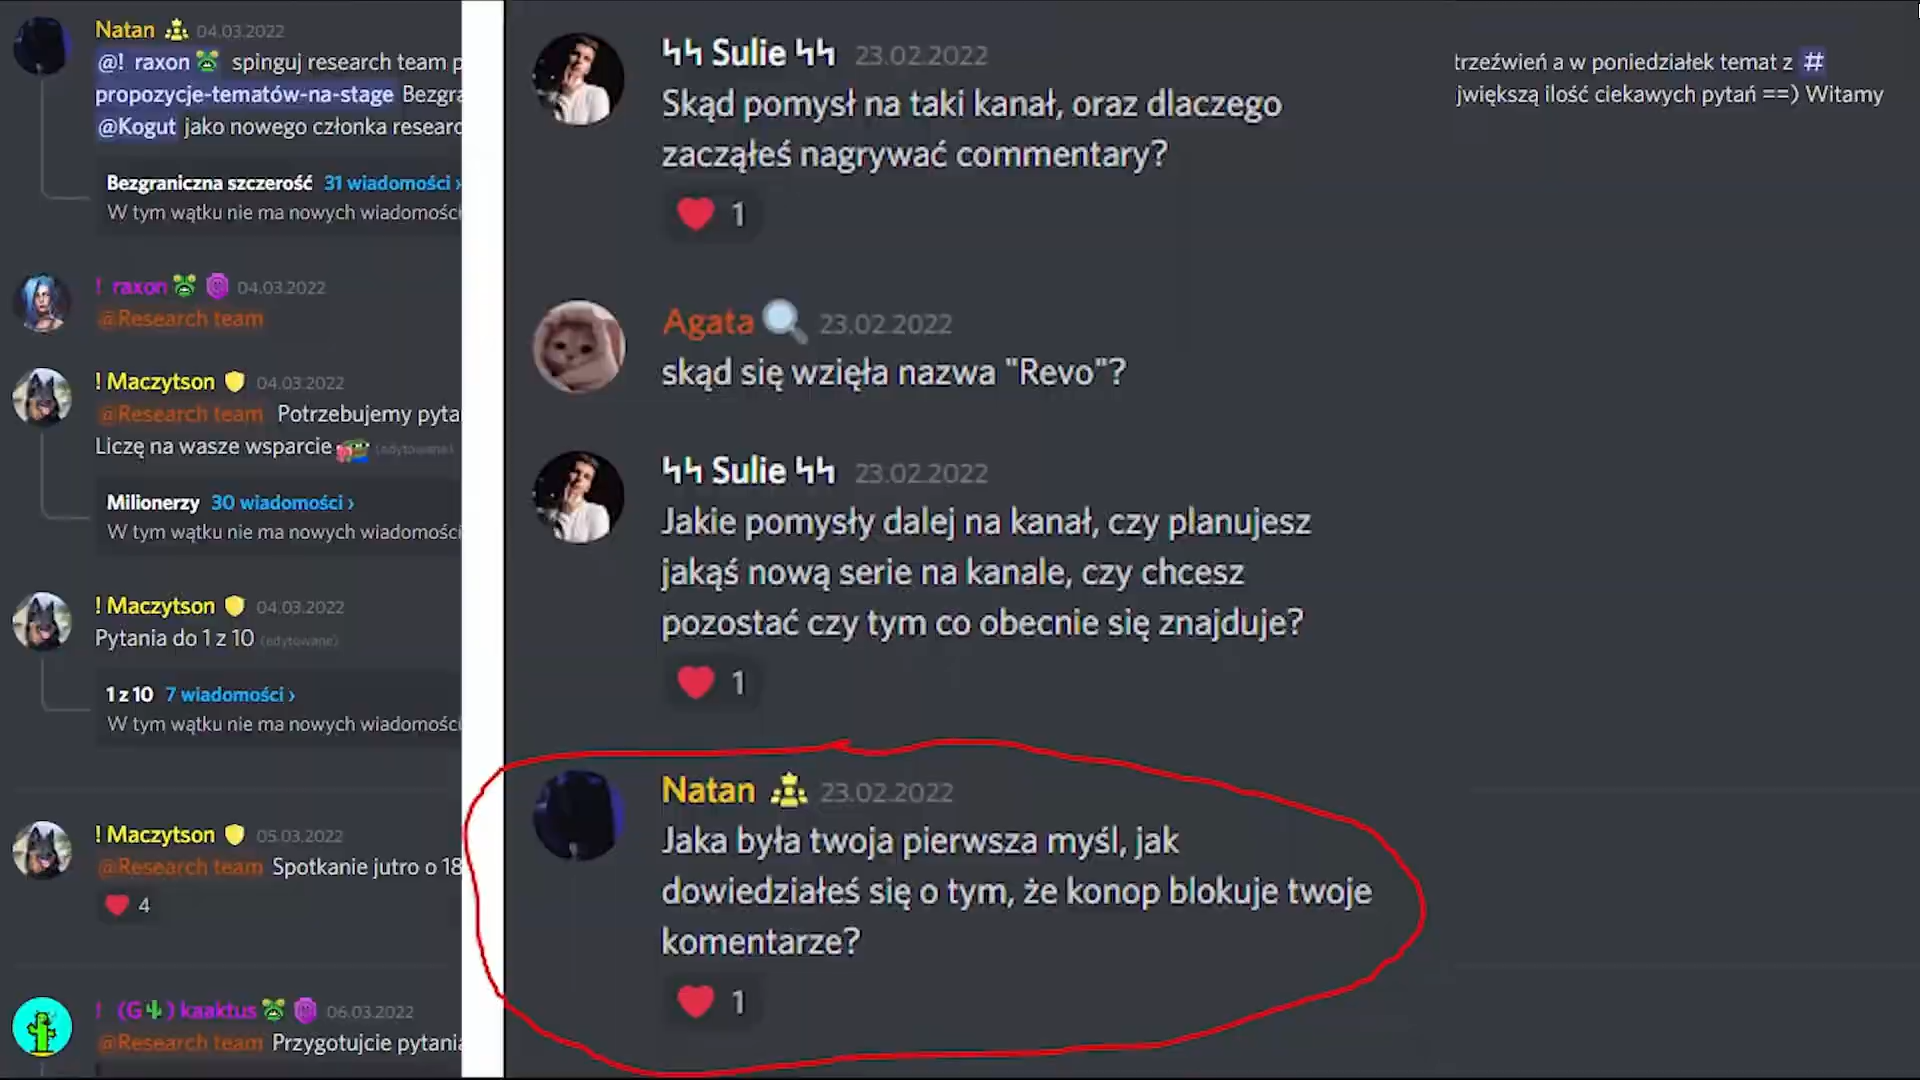 Natan 04.03.2022
@! raxon spinguj research team p
propozycje-tematów-na-stage Bezgra
@Kogut jako nowego członka researc
Bezgraniczna szczerość 31 wiadomości ›
W tym wątku nie ma nowych wiadomości
! raxon 04.03.2022
@Research team
! Maczytson 04.03.2022
@Research team Potrzebujemy pyta
Liczę na wasze wsparcie (edytowane)
Milionerzy 30 wiadomości ›
W tym wątku nie ma nowych wiadomości
! Maczytson 04.03.2022
Pytania do 1 z 10 (edytowane)
1 z 10 7 wiadomości ›
W tym wątku nie ma nowych wiadomości
! Maczytson 05.03.2022
@Research team Spotkanie jutro o 18
4
! (G) kaaktus 06.03.2022
@Research team Przygotujcie pytania
ϟϟ Sulie ϟϟ 23.02.2022
Skąd pomysł na taki kanał, oraz dlaczego
zacząłeś nagrywać commentary?
1
Agata 23.02.2022
skąd się wzięła nazwa "Revo"?
ϟϟ Sulie ϟϟ 23.02.2022
Jakie pomysły dalej na kanał, czy planujesz
jakąś nową serie na kanale, czy chcesz
pozostać czy tym co obecnie się znajduje?
1
Natan 23.02.2022
Jaka była twoja pierwsza myśl, jak
dowiedziałeś się o tym, że konop blokuje twoje
komentarze?
1
trzeźwień a w poniedziałek temat z #
jwiększą ilość ciekawych pytań ==) Witamy